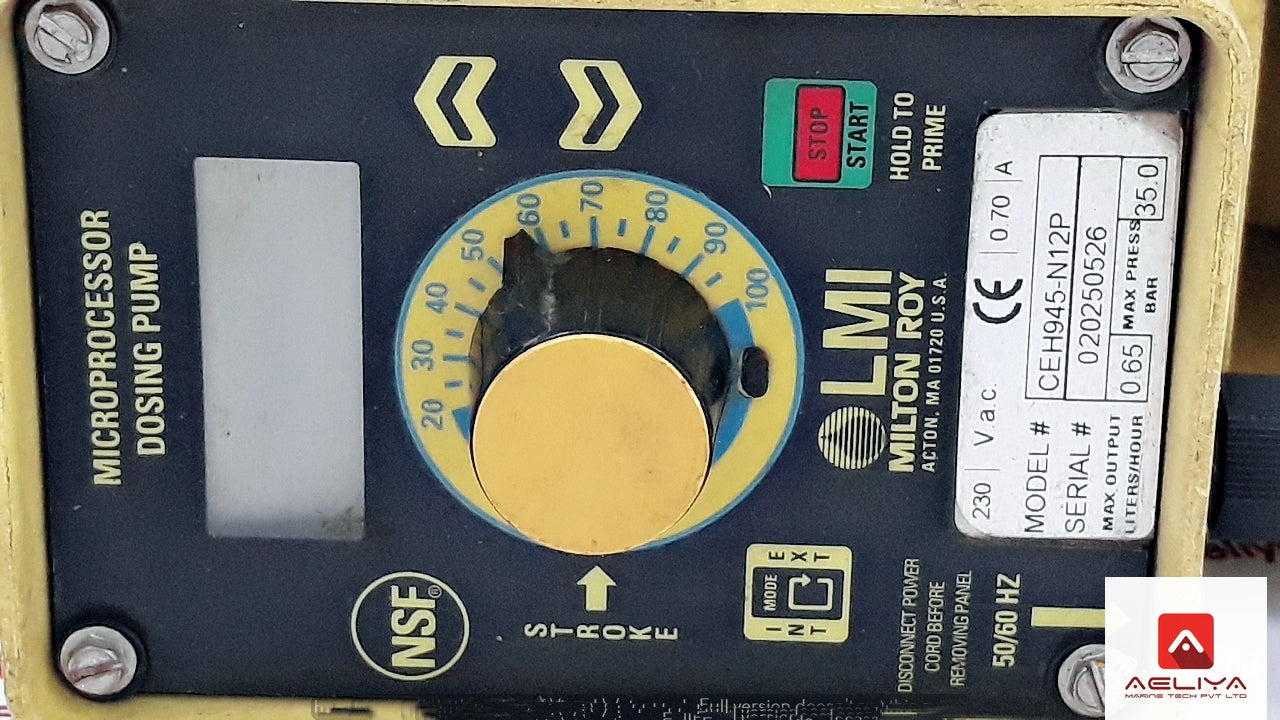 MICROPROCESSOR
DOSING PUMP
NSF®
STROKE
20 30 40 50 60 70 80 90 100
INT
MODE
EXT
STOP
START
HOLD TO
PRIME
LMI
MILTON ROY
ACTON, MA 01720 U.S.A.
DISCONNECT POWER
CORD BEFORE
REMOVING PANEL
50/60 HZ
230 V.a.c. CE 0.70 A
MODEL # CEH945-N12P
SERIAL # 020250526
MAX OUTPUT
LITERS/HOUR
0.65
MAX PRESS
BAR
35.0
AELIYA
MARINE TECH PVT LTD